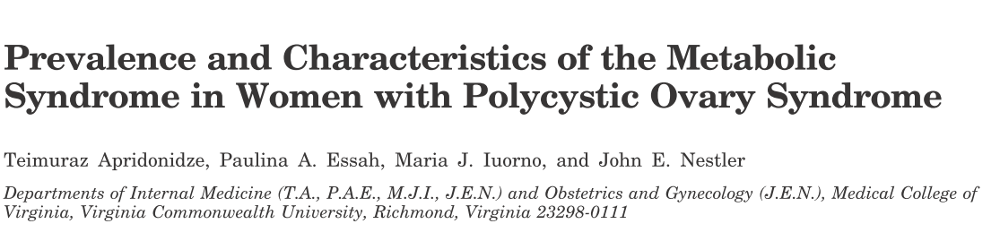 Prevalence and Characteristics of the Metabolic
Syndrome in Women with Polycystic Ovary Syndrome
Teimuraz Apridonidze, Paulina A. Essah, Maria J. Iuorno, and John E. Nestler
Departments of Internal Medicine (T.A., P.A.E., M.J.I., J.E.N.) and Obstetrics and Gynecology (J.E.N.), Medical College of
Virginia, Virginia Commonwealth University, Richmond, Virginia 23298-0111